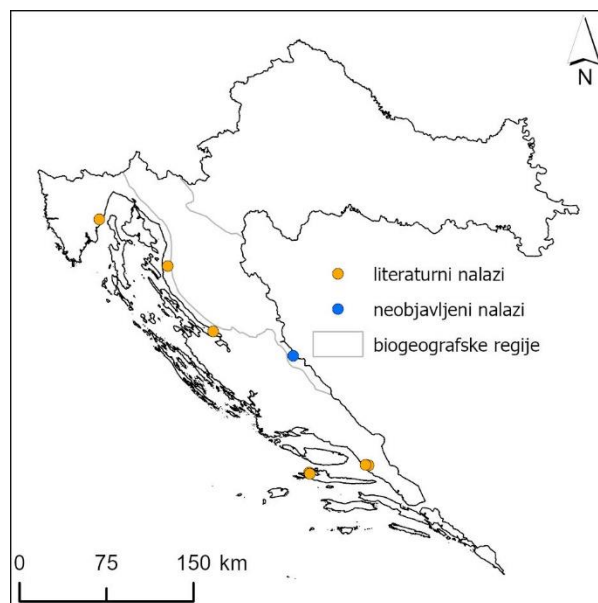 N
literaturni nalazi
neobjavljeni nalazi
biogeografske regije
0 75 150 km